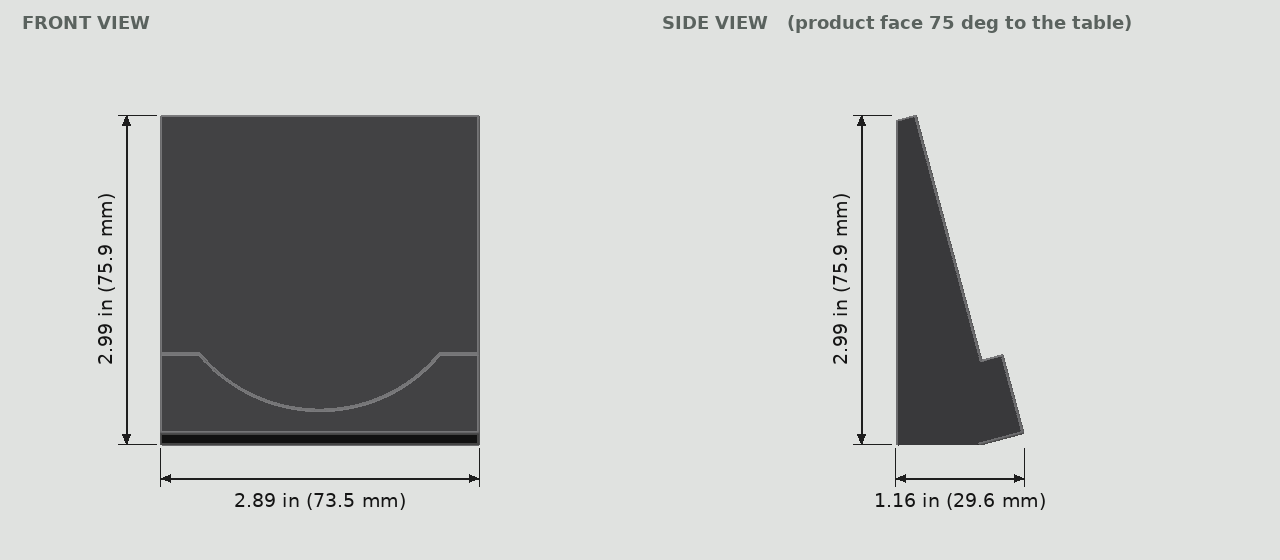 FRONT VIEW
SIDE VIEW (product face 75 deg to the table)
2.99 in (75.9 mm)
2.99 in (75.9 mm)
2.89 in (73.5 mm)
1.16 in (29.6 mm)